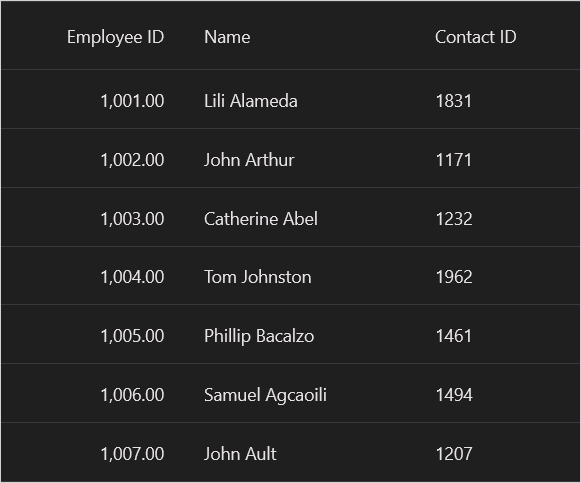 Employee ID Name Contact ID
1,001.00 Lili Alameda 1831
1,002.00 John Arthur 1171
1,003.00 Catherine Abel 1232
1,004.00 Tom Johnston 1962
1,005.00 Phillip Bacalzo 1461
1,006.00 Samuel Agcaoili 1494
1,007.00 John Ault 1207